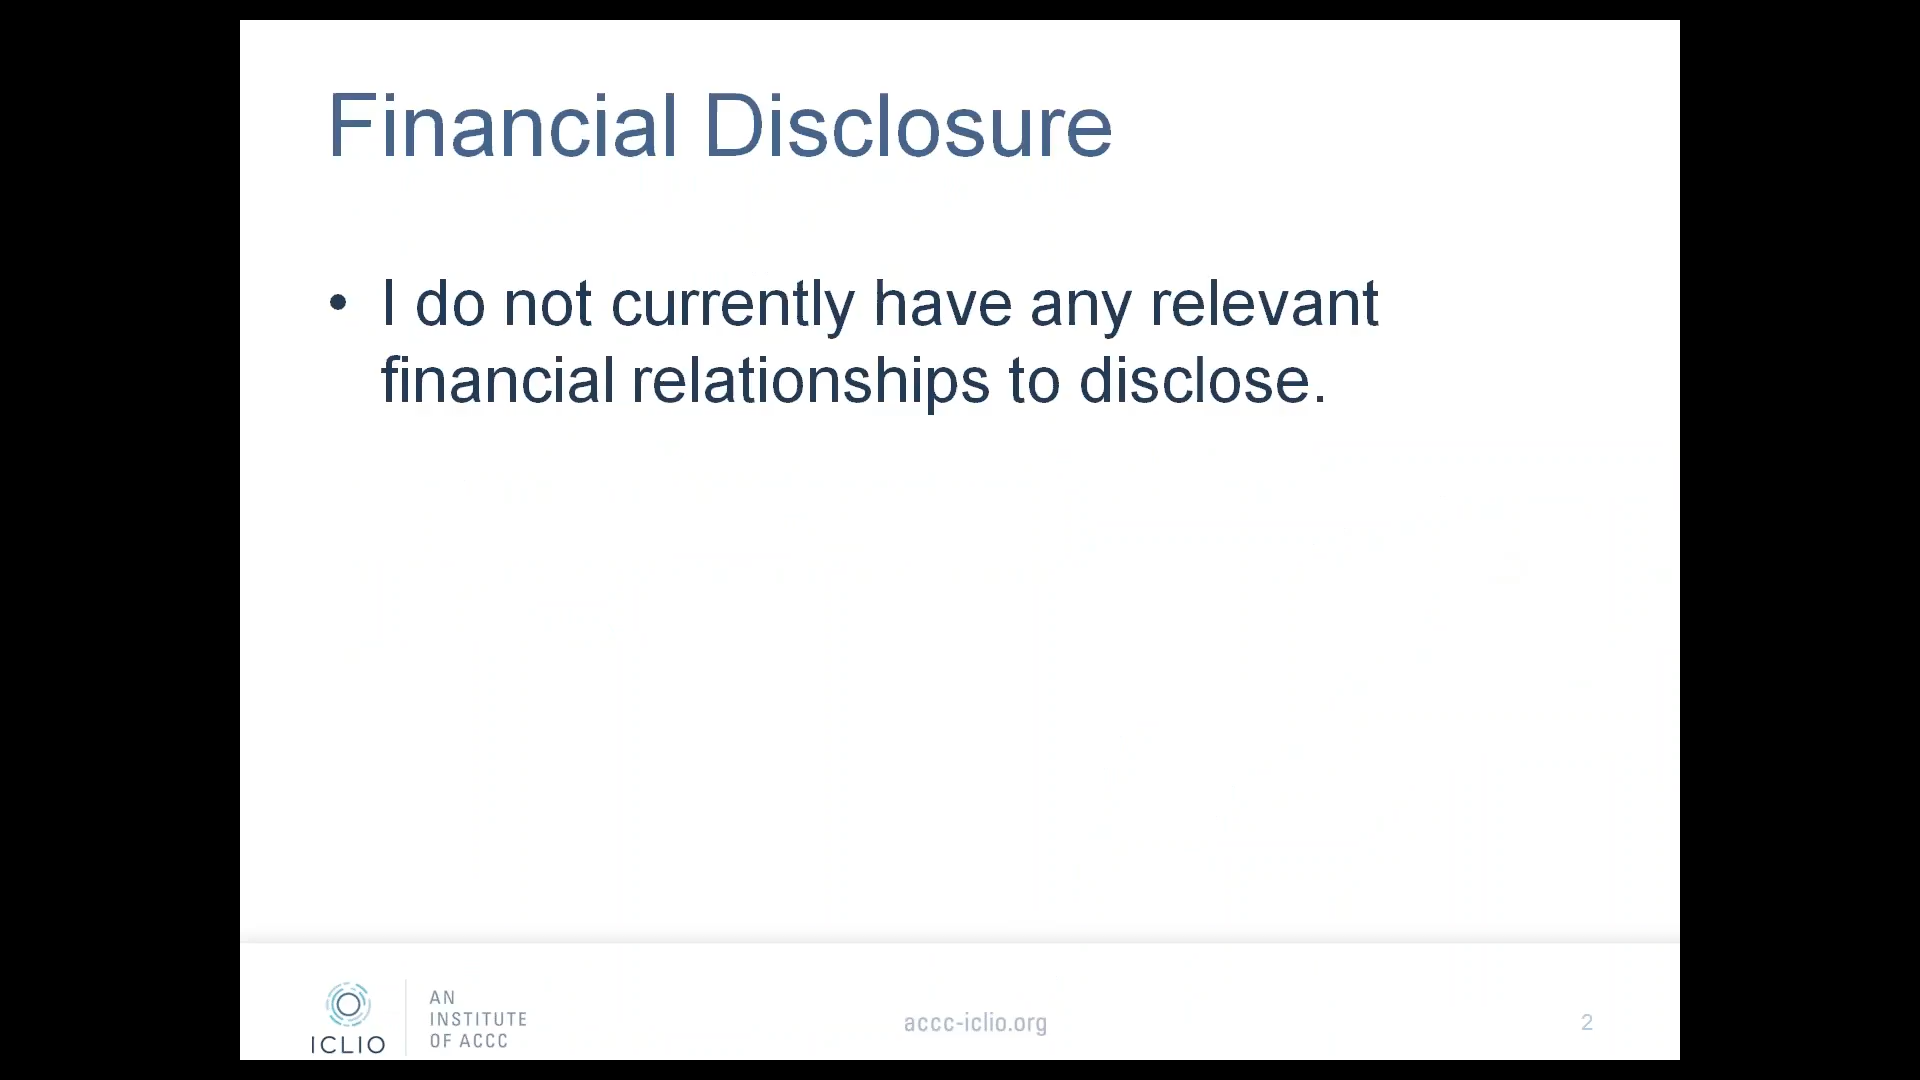 Financial Disclosure
• I do not currently have any relevant
financial relationships to disclose.
ICLIO
AN
INSTITUTE
OF ACCC
accc-iclio.org
2